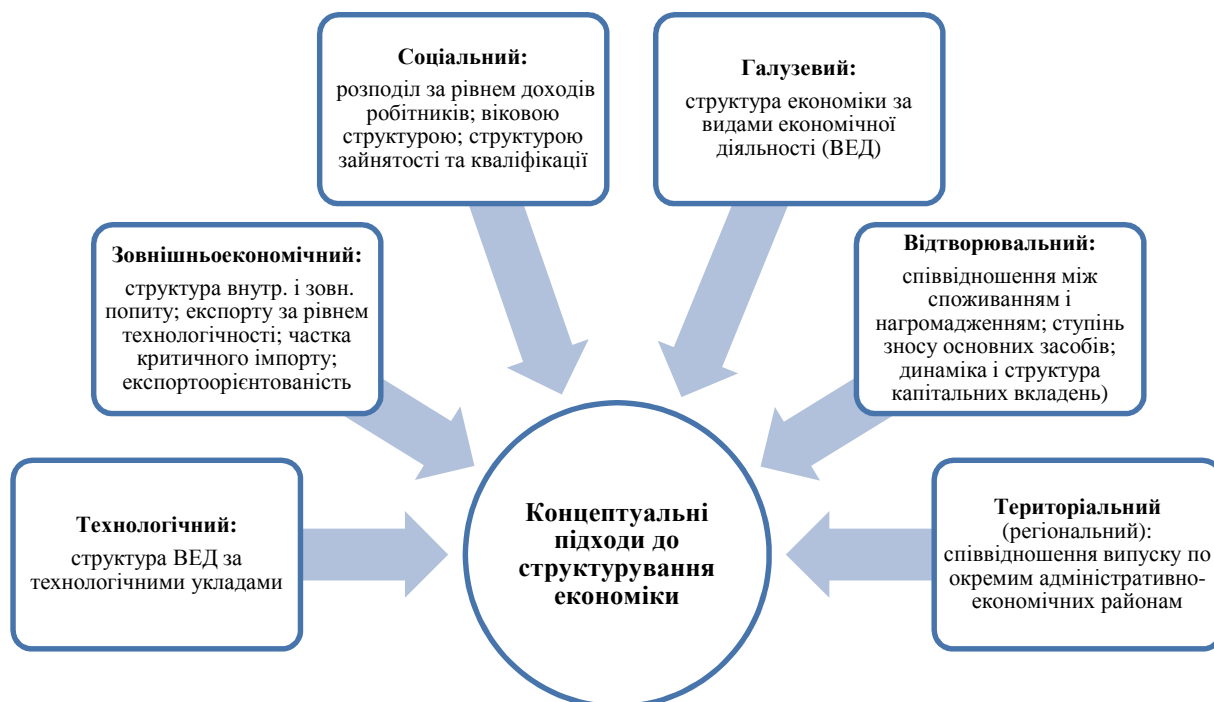 Соціальний:
розподіл за рівнем доходів
робітників; віковою
структурою; структурою
зайнятості та кваліфікації
Галузевий:
структура економіки за
видами економічної
діяльності (ВЕД)
Зовнішньоекономічний:
структура внутр. і зовн.
попиту; експорту за рівнем
технологічності; частка
критичного імпорту;
експортоорієнтованість
Відтворювальний:
співвідношення між
споживанням і
нагромадженням; ступінь
зносу основних засобів;
динаміка і структура
капітальних вкладень)
Технологічний:
структура ВЕД за
технологічними укладами
Концептуальні
підходи до
структурування
економіки
Територіальний
(регіональний):
співвідношення випуску по
окремим адміністративно-
економічних районам